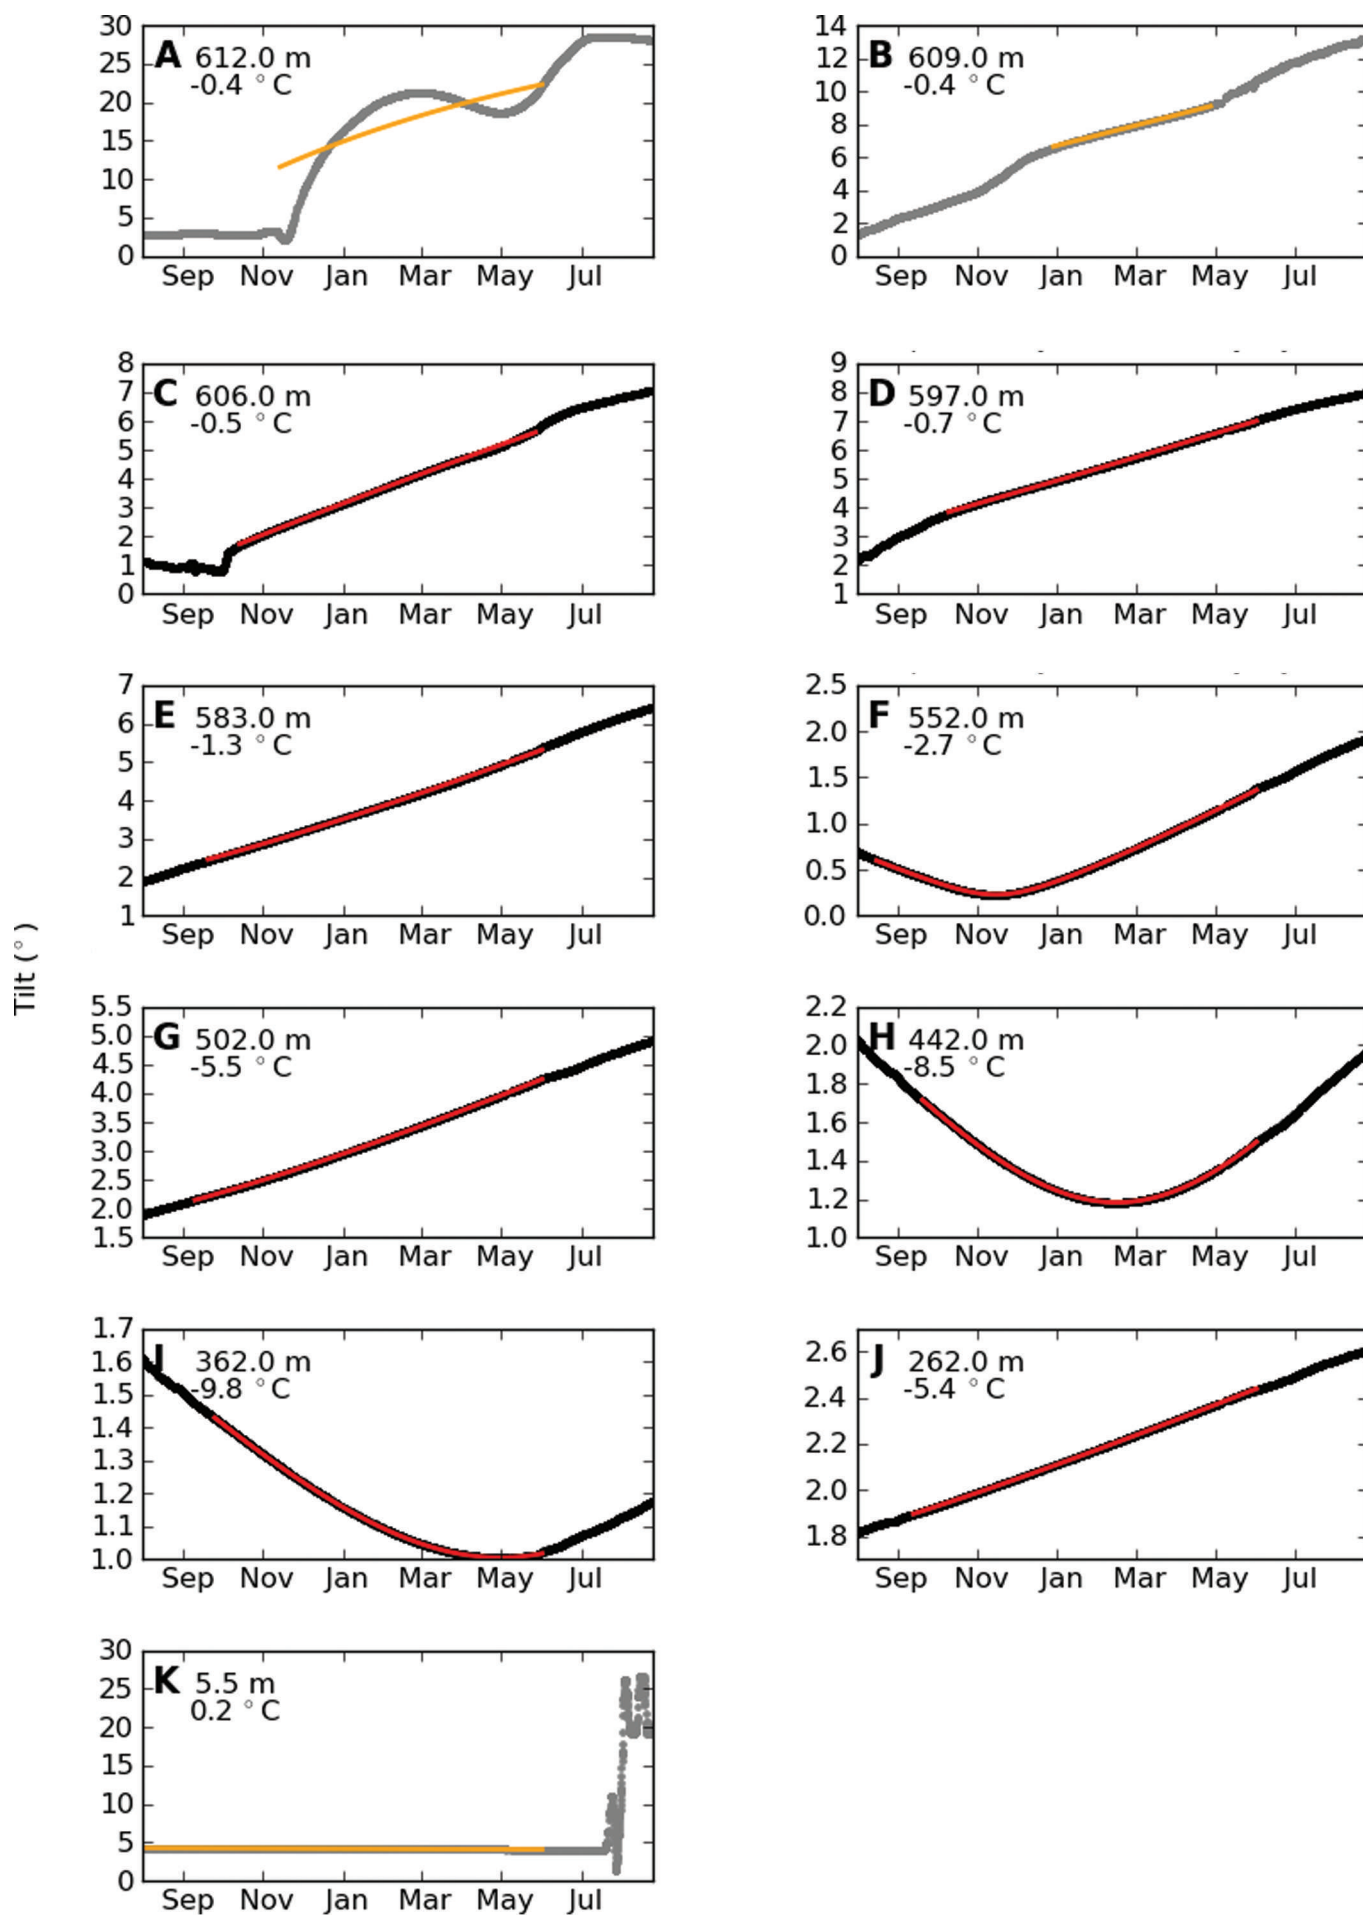 Tilt (°)
A 612.0 m
-0.4 °C
30
25
20
15
10
5
0
Sep Nov Jan Mar May Jul
B 609.0 m
-0.4 °C
14
12
10
8
6
4
2
0
Sep Nov Jan Mar May Jul
C 606.0 m
-0.5 °C
8
7
6
5
4
3
2
1
0
Sep Nov Jan Mar May Jul
D 597.0 m
-0.7 °C
9
8
7
6
5
4
3
2
1
Sep Nov Jan Mar May Jul
E 583.0 m
-1.3 °C
7
6
5
4
3
2
1
Sep Nov Jan Mar May Jul
F 552.0 m
-2.7 °C
2.5
2.0
1.5
1.0
0.5
0.0
Sep Nov Jan Mar May Jul
G 502.0 m
-5.5 °C
5.5
5.0
4.5
4.0
3.5
3.0
2.5
2.0
1.5
Sep Nov Jan Mar May Jul
H 442.0 m
-8.5 °C
2.2
2.0
1.8
1.6
1.4
1.2
1.0
Sep Nov Jan Mar May Jul
I 362.0 m
-9.8 °C
1.7
1.6
1.5
1.4
1.3
1.2
1.1
1.0
Sep Nov Jan Mar May Jul
J 262.0 m
-5.4 °C
2.6
2.4
2.2
2.0
1.8
Sep Nov Jan Mar May Jul
K 5.5 m
0.2 °C
30
25
20
15
10
5
0
Sep Nov Jan Mar May Jul